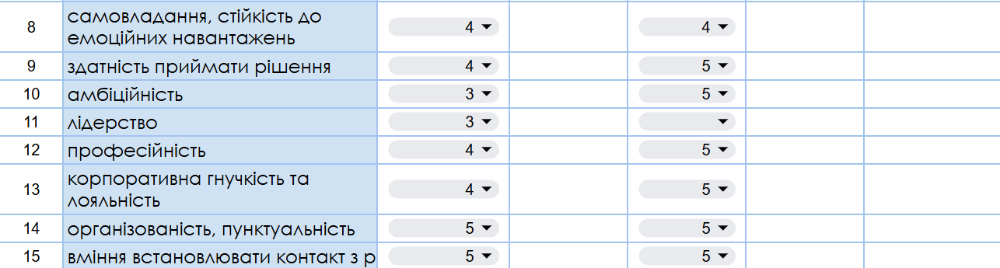 8 самовладання, стійкість до 4 4
емоційних навантажень
9 здатність приймати рішення 4 5
10 амбіційність 3 5
11 лідерство 3
12 професійність 4 5
13 корпоративна гнучкість та 4 5
лояльність
14 організованість, пунктуальність 5 5
15 вміння встановлювати контакт з р 5 5